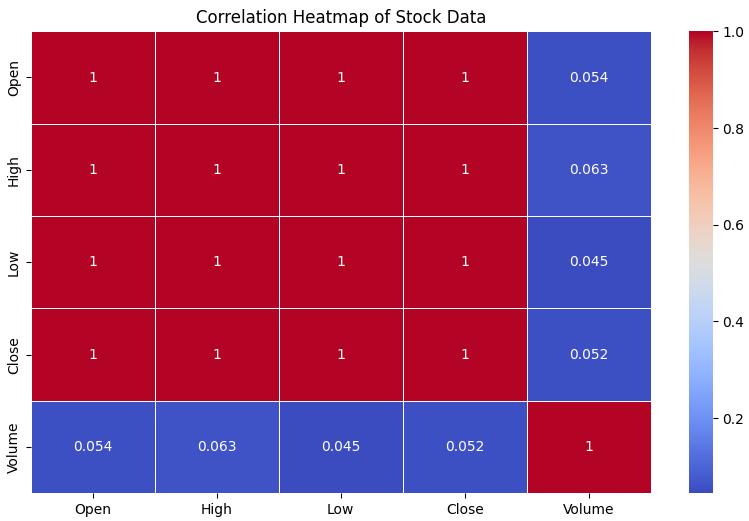 Correlation Heatmap of Stock Data
Open 1 1 1 1 0.054
High 1 1 1 1 0.063
Low 1 1 1 1 0.045
Close 1 1 1 1 0.052
Volume 0.054 0.063 0.045 0.052 1
Open High Low Close Volume
1.0
0.8
0.6
0.4
0.2